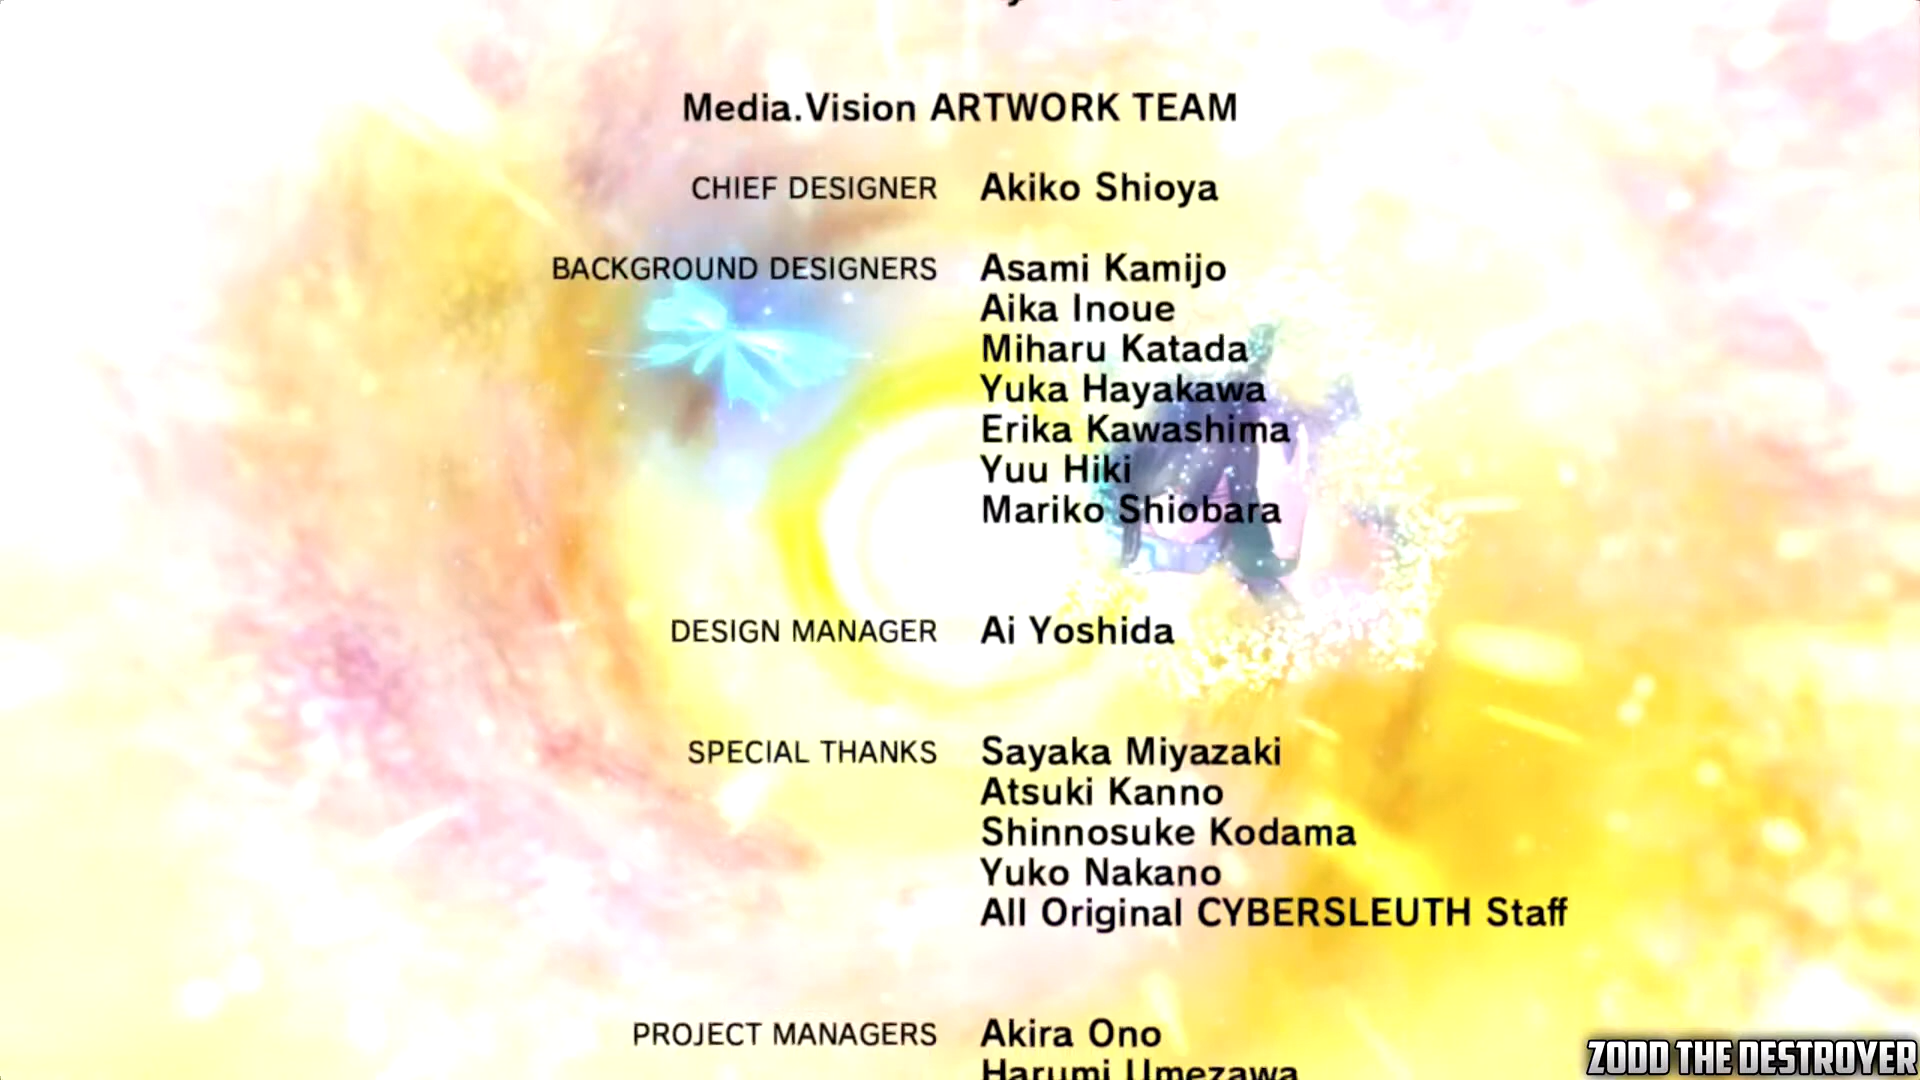 Media.Vision ARTWORK TEAM
CHIEF DESIGNER Akiko Shioya
BACKGROUND DESIGNERS Asami Kamijo
Aika Inoue
Miharu Katada
Yuka Hayakawa
Erika Kawashima
Yuu Hiki
Mariko Shiobara
DESIGN MANAGER Ai Yoshida
SPECIAL THANKS Sayaka Miyazaki
Atsuki Kanno
Shinnosuke Kodama
Yuko Nakano
All Original CYBERSLEUTH Staff
PROJECT MANAGERS Akira Ono
Harumi Umezawa
ZODD THE DESTROYER